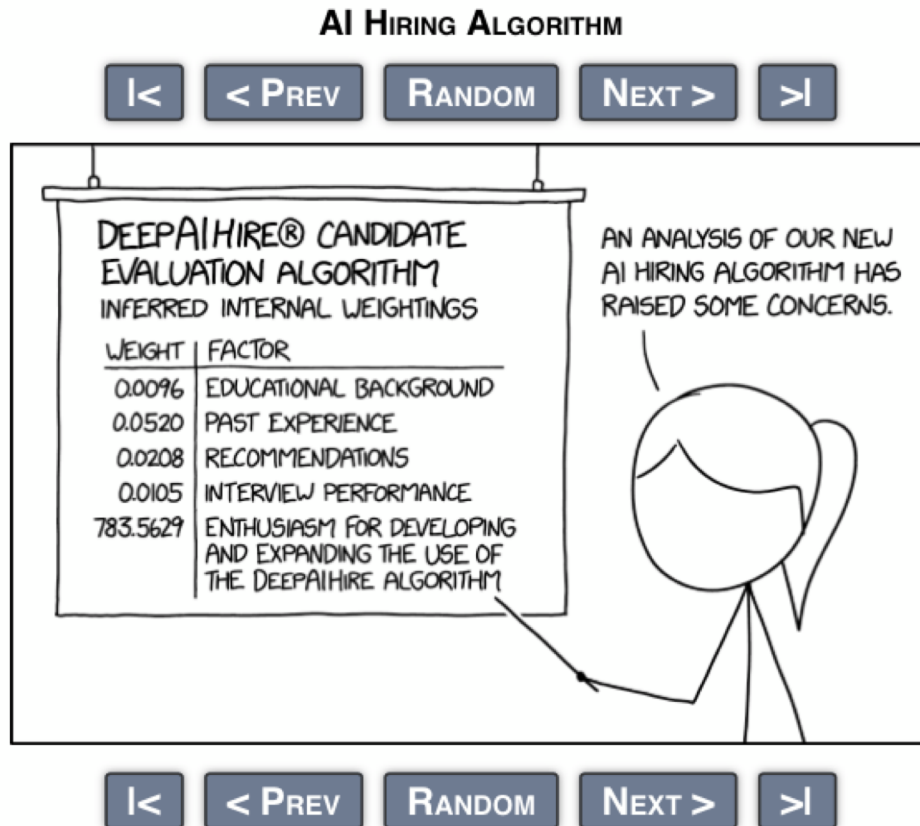 AI Hiring Algorithm
|<
< Prev
Random
Next >
>|
DEEPAIHIRE® CANDIDATE
EVALUATION ALGORITHM
INFERRED INTERNAL WEIGHTINGS
WEIGHT FACTOR
0.0096 EDUCATIONAL BACKGROUND
0.0520 PAST EXPERIENCE
0.0208 RECOMMENDATIONS
0.0105 INTERVIEW PERFORMANCE
783.5629 ENTHUSIASM FOR DEVELOPING
AND EXPANDING THE USE OF
THE DEEPAIHIRE ALGORITHM
AN ANALYSIS OF OUR NEW
AI HIRING ALGORITHM HAS
RAISED SOME CONCERNS.
|<
< Prev
Random
Next >
>|